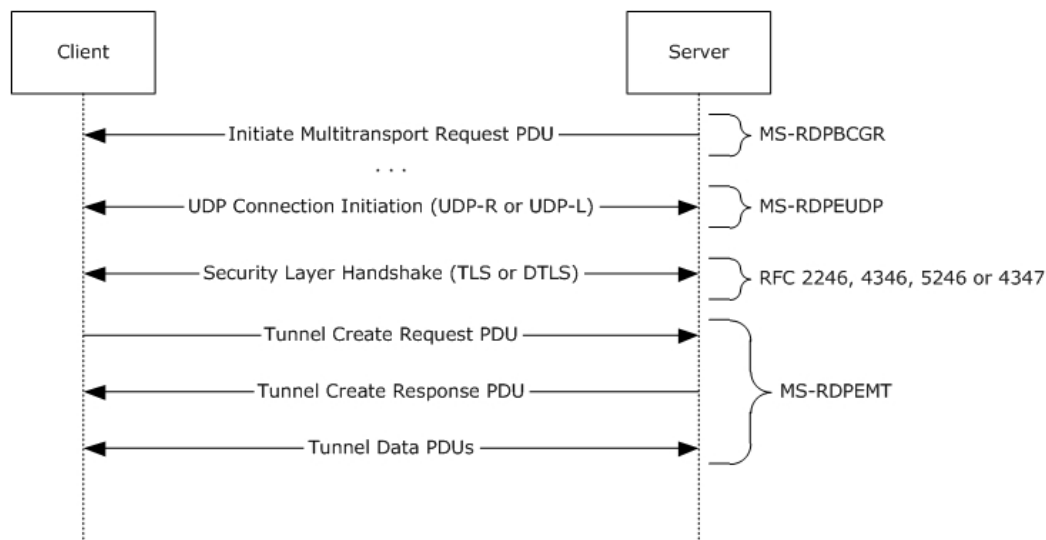 Client
Server
Initiate Multitransport Request PDU
MS-RDPBCGR
. . .
UDP Connection Initiation (UDP-R or UDP-L)
MS-RDPEUDP
Security Layer Handshake (TLS or DTLS)
RFC 2246, 4346, 5246 or 4347
Tunnel Create Request PDU
Tunnel Create Response PDU
MS-RDPEMT
Tunnel Data PDUs